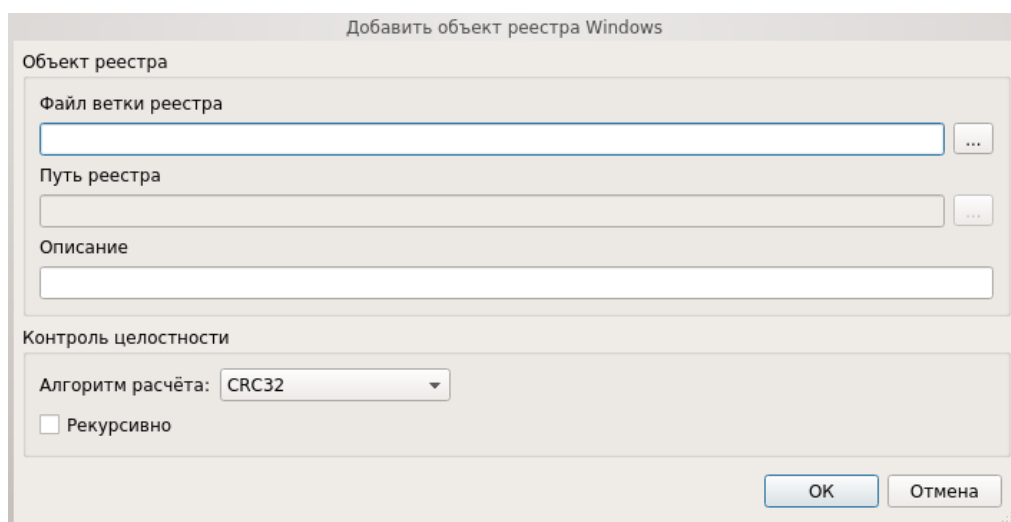 Добавить объект реестра Windows
Объект реестра
Файл ветки реестра
...
Путь реестра
...
Описание
Контроль целостности
Алгоритм расчёта: CRC32
Рекурсивно
ОК Отмена